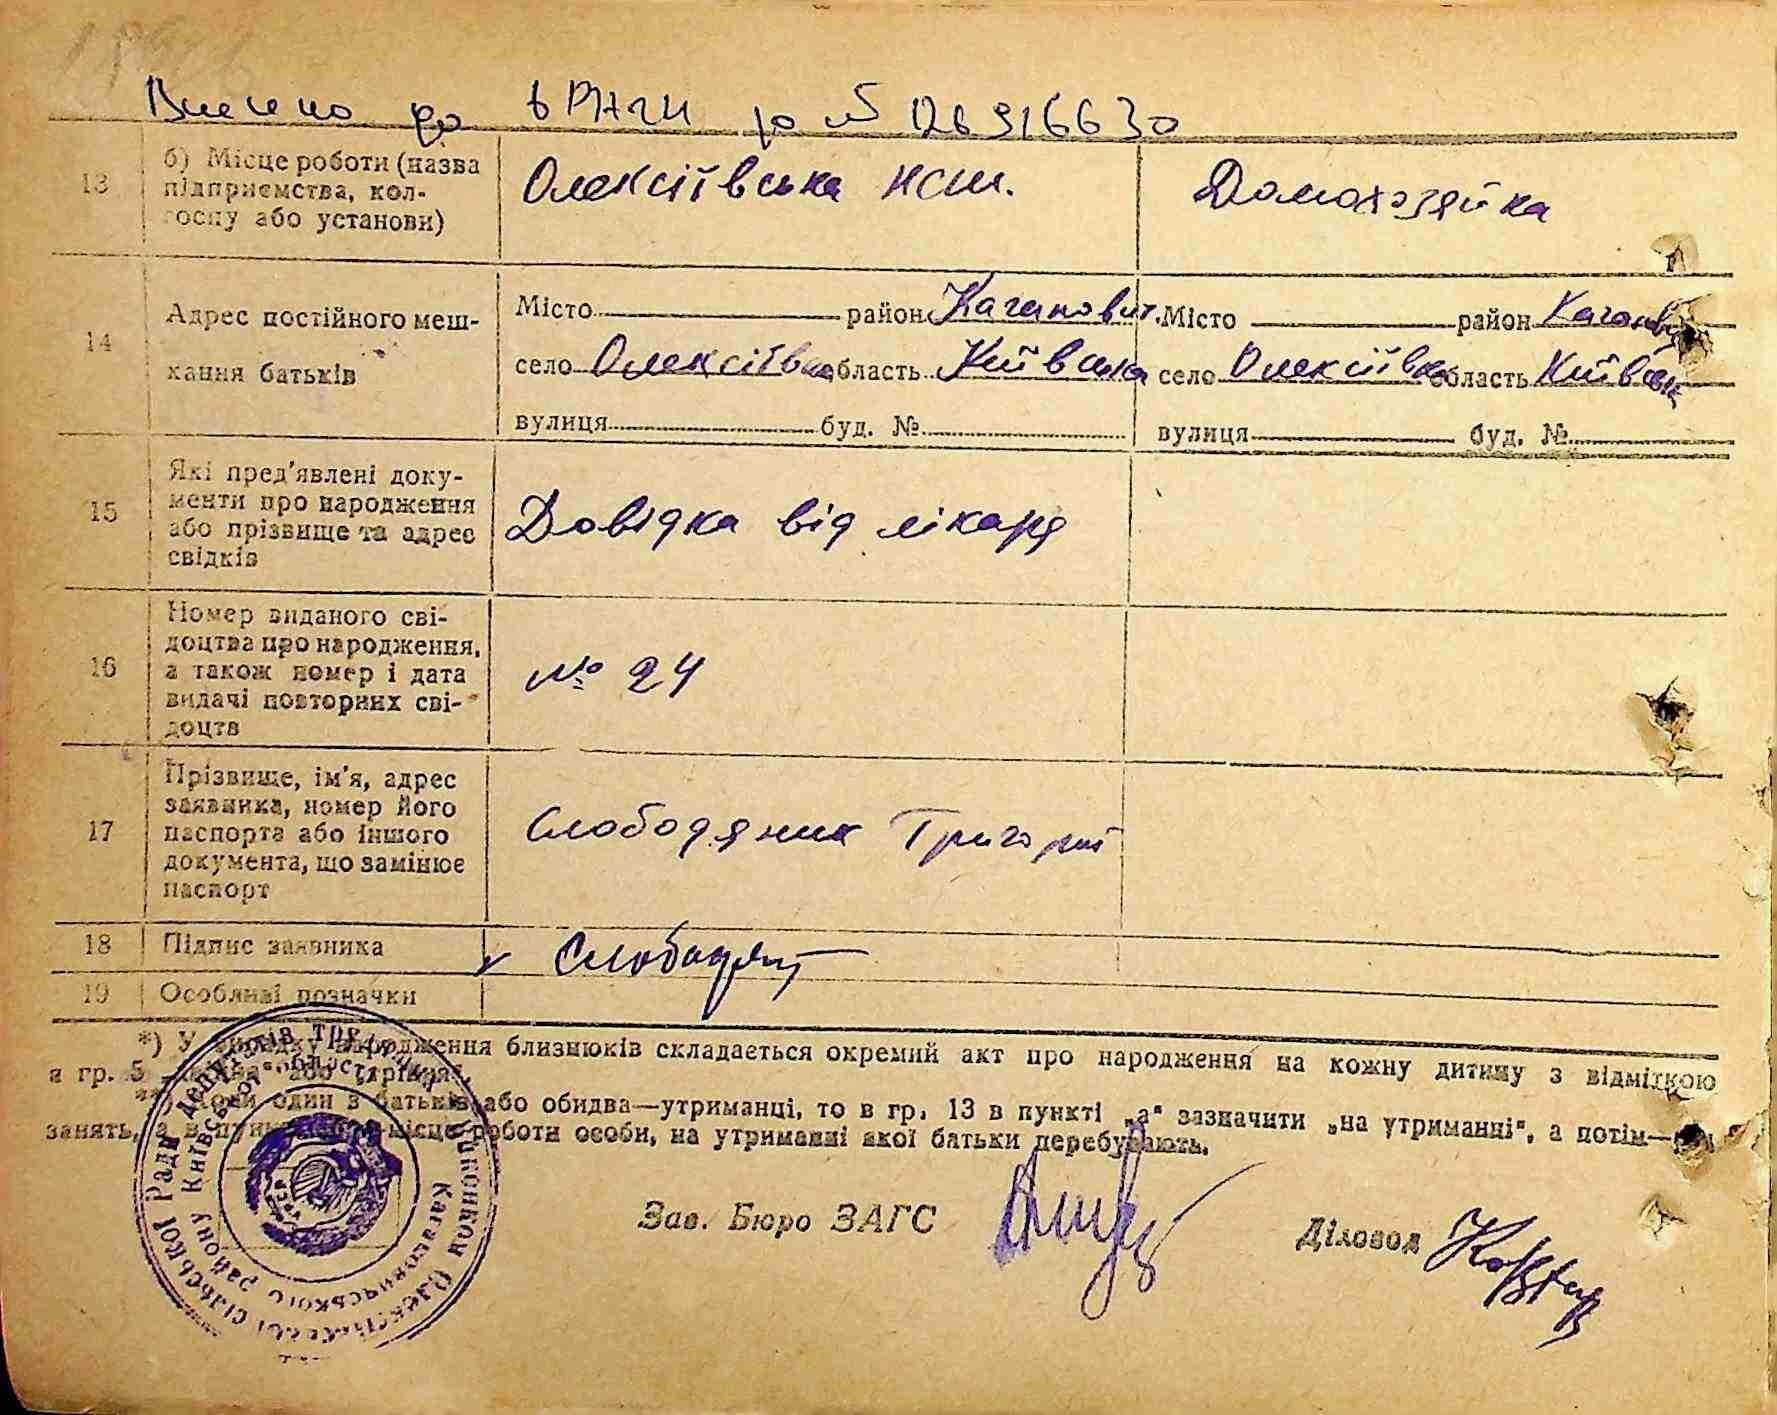 Внесено до
13 б) Місце роботи (назва підприємства, колгоспу або установи) Олексіївська НСШ. Домохазяйка
14 Адрес постійного мешкання батьків
Місто район Каганович. Місто район Каганович
село Олексіївка область Київська село Олексіївка область Київська
вулиця буд. № вулиця буд. №
15 Які пред'явлені документи про народження або прізвище та адрес свідків Довідка від лікаря
16 Номер виданого свідоцтва про народження, а також номер і дата видачі повторних свідоцтв № 24
17 Прізвище, ім'я, адрес заявника, номер його паспорта або іншого документа, що замінює паспорт Слободяник Григорій
18 Підпис заявника
19 Особливі позначки
*) У випадку народження близнюків складається окремий акт про народження на кожну дитину з відміткою
в гр. 5
**) Коли один з батьків або обидва—утриманці, то в гр. 13 в пункті „а“ зазначити „на утриманні“, а потім—
занять, а в пункті місце роботи особи, на утриманні якої батьки перебувають.
Зав. Бюро ЗАГС Діловод